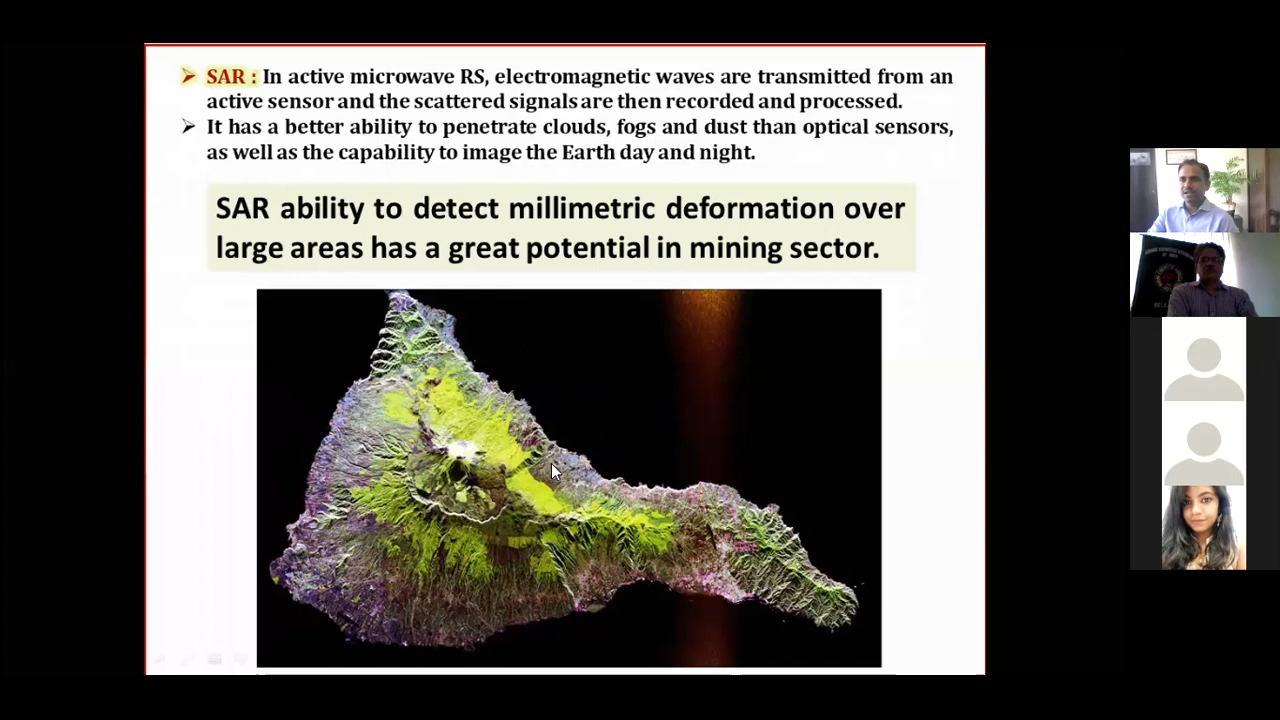 ➢ SAR : In active microwave RS, electromagnetic waves are transmitted from an
active sensor and the scattered signals are then recorded and processed.
➢ It has a better ability to penetrate clouds, fogs and dust than optical sensors,
as well as the capability to image the Earth day and night.
SAR ability to detect millimetric deformation over
large areas has a great potential in mining sector.